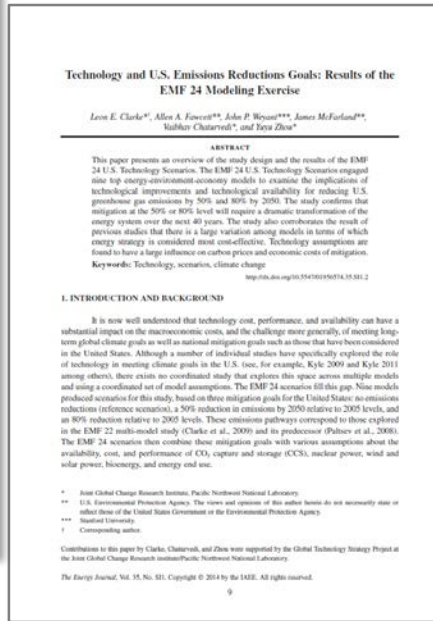 Technology and U.S. Emissions Reductions Goals: Results of the
EMF 24 Modeling Exercise
Leon E. Clarke*†, Allen A. Fawcett**, John P. Weyant***, James McFarland**,
Vaibhav Chaturvedi*, and Yuyu Zhou*
ABSTRACT
This paper presents an overview of the study design and the results of the EMF
24 U.S. Technology Scenarios. The EMF 24 U.S. Technology Scenarios engaged
nine top energy-environment-economy models to examine the implications of
technological improvements and technological availability for reducing U.S.
greenhouse gas emissions by 50% and 80% by 2050. The study confirms that
mitigation at the 50% or 80% level will require a dramatic transformation of the
energy system over the next 40 years. The study also corroborates the result of
previous studies that there is a large variation among models in terms of which
energy strategy is considered most cost-effective. Technology assumptions are
found to have a large influence on carbon prices and economic costs of mitigation.
Keywords: Technology, scenarios, climate change
http://dx.doi.org/10.5547/01956574.35.SI1.2
1. INTRODUCTION AND BACKGROUND
It is now well understood that technology cost, performance, and availability can have a
substantial impact on the macroeconomic costs, and the challenge more generally, of meeting long-
term global climate goals as well as national mitigation goals such as those that have been considered
in the United States. Although a number of individual studies have specifically explored the role
of technology in meeting climate goals in the U.S. (see, for example, Kyle 2009 and Kyle 2011
among others), there exists no coordinated study that explores this space across multiple models
and using a coordinated set of model assumptions. The EMF 24 scenarios fill this gap. Nine models
produced scenarios for this study, based on three mitigation goals for the United States: no emissions
reductions (reference scenario), a 50% reduction in emissions by 2050 relative to 2005 levels, and
an 80% reduction relative to 2005 levels. These emissions pathways correspond to those explored
in the EMF 22 multi-model study (Clarke et al., 2009) and its predecessor (Paltsev et al., 2008).
The EMF 24 scenarios then combine these mitigation goals with various assumptions about the
availability, cost, and performance of CO₂ capture and storage (CCS), nuclear power, wind and
solar power, bioenergy, and energy end use.
* Joint Global Change Research Institute, Pacific Northwest National Laboratory.
** U.S. Environmental Protection Agency. The views and opinions of this author herein do not necessarily state or
reflect those of the United States Government or the Environmental Protection Agency.
*** Stanford University.
† Corresponding author.
Contributions to this paper by Clarke, Chaturvedi, and Zhou were supported by the Global Technology Strategy Project at
the Joint Global Change Research Institute/Pacific Northwest National Laboratory.
The Energy Journal, Vol. 35, No. SI1. Copyright © 2014 by the IAEE. All rights reserved.
9